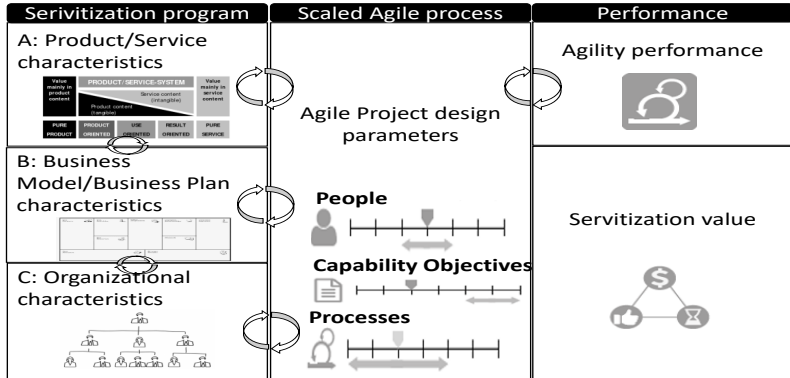 Serivitization program
Scaled Agile process
Performance
A: Product/Service
characteristics
Value
mainly in
product
content
PRODUCT/SERVICE-SYSTEM
Value
mainly in
service
content
Service content
(intangible)
Product content
(tangible)
PURE
PRODUCT
PRODUCT
ORIENTED
USE
ORIENTED
RESULT
ORIENTED
PURE
SERVICE
B: Business
Model/Business Plan
characteristics
C: Organizational
characteristics
Agile Project design
parameters
People
Capability Objectives
Processes
Agility performance
Servitization value
$